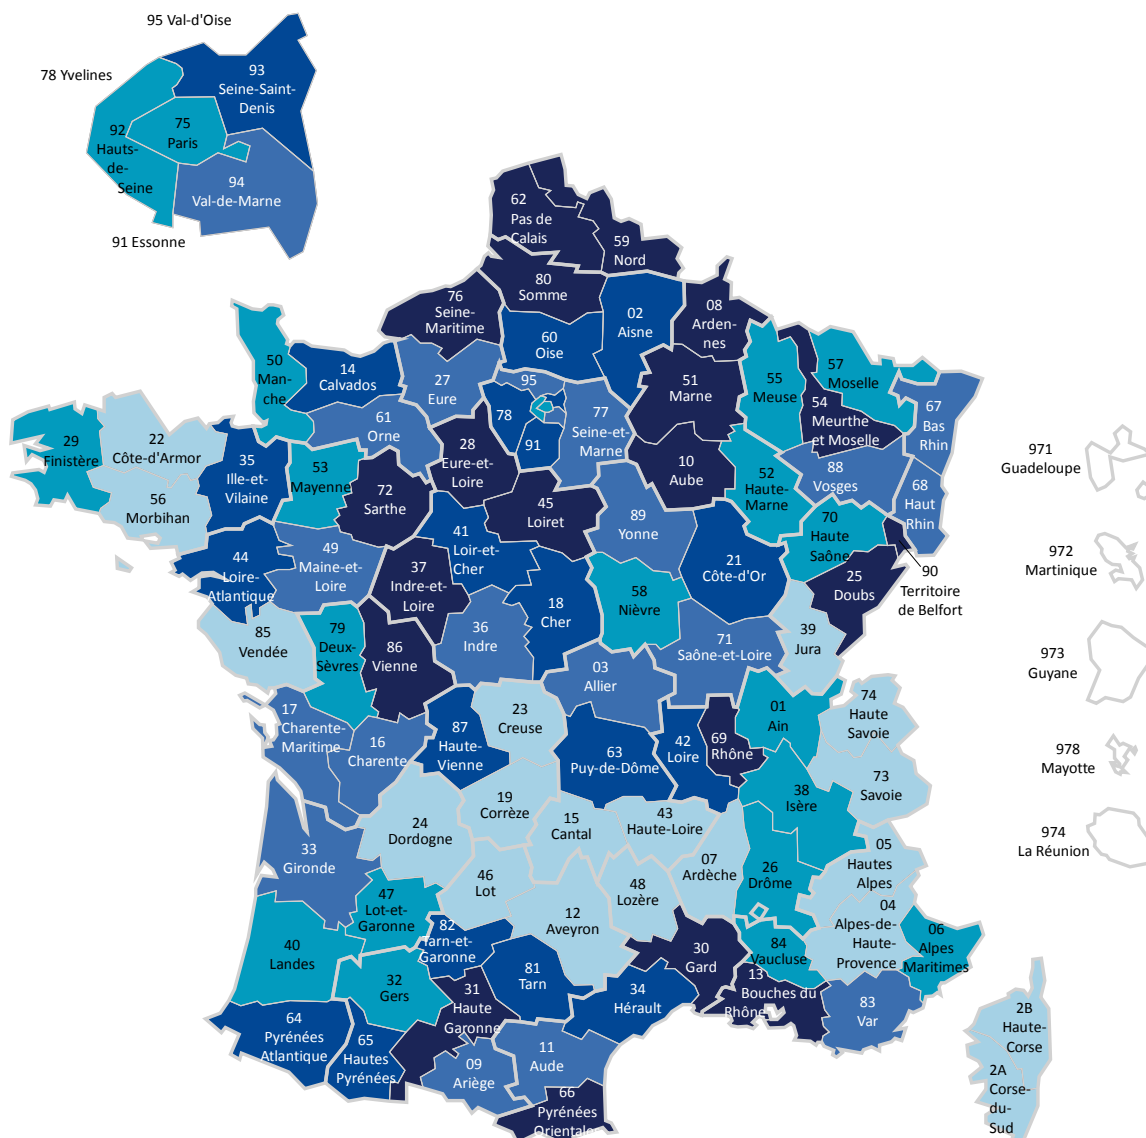 95 Val-d'Oise
78 Yvelines
93
Seine-Saint-
Denis
92
Hauts-
de-
Seine
75
Paris
94
Val-de-Marne
91 Essonne
62
Pas de
Calais
59
Nord
80
Somme
76
Seine-
Maritime
02
Aisne
08
Arden-
nes
60
Oise
50
Man-
che
14
Calvados
27
Eure
95
51
Marne
55
Meuse
57
Moselle
54
Meurthe
et Moselle
67
Bas
Rhin
61
Orne
78
91
77
Seine-et-
Marne
29
Finistère
22
Côte-d'Armor
35
Ille-et-
Vilaine
53
Mayenne
72
Sarthe
28
Eure-et-
Loire
10
Aube
52
Haute-
Marne
88
Vosges
68
Haut
Rhin
56
Morbihan
45
Loiret
89
Yonne
70
Haute
Saône
90
Territoire
de Belfort
44
Loire-
Atlantique
49
Maine-et-
Loire
41
Loir-et-
Cher
37
Indre-et-
Loire
18
Cher
58
Nièvre
21
Côte-d'Or
25
Doubs
39
Jura
85
Vendée
79
Deux-
Sèvres
86
Vienne
36
Indre
71
Saône-et-Loire
03
Allier
17
Charente-
Maritime
16
Charente
87
Haute-
Vienne
23
Creuse
63
Puy-de-Dôme
42
Loire
69
Rhône
01
Ain
74
Haute
Savoie
73
Savoie
38
Isère
19
Corrèze
15
Cantal
43
Haute-Loire
24
Dordogne
33
Gironde
07
Ardèche
26
Drôme
05
Hautes
Alpes
46
Lot
48
Lozère
47
Lot-et-
Garonne
12
Aveyron
04
Alpes-de-
Haute-
Provence
06
Alpes
Maritimes
40
Landes
82
Tarn-et-
Garonne
30
Gard
84
Vaucluse
32
Gers
81
Tarn
31
Haute
Garonne
34
Hérault
13
Bouches du
Rhône
83
Var
64
Pyrénées
Atlantique
65
Hautes
Pyrénées
09
Ariège
11
Aude
66
Pyrénées
Orientales
2B
Haute-
Corse
2A
Corse-
du-
Sud
971
Guadeloupe
972
Martinique
973
Guyane
978
Mayotte
974
La Réunion